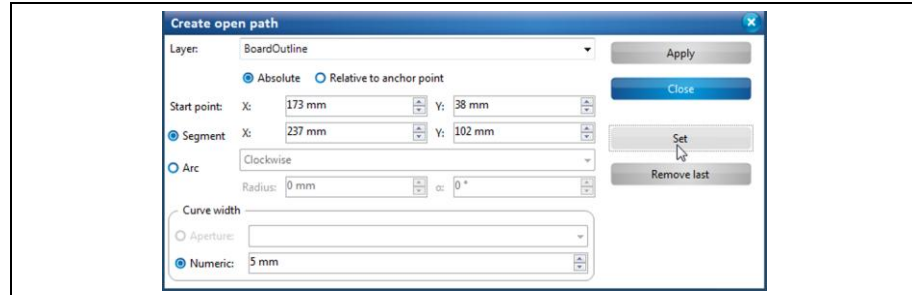 Create open path
Layer: BoardOutline Apply
Absolute Relative to anchor point
Close
Start point: X: 173 mm Y: 38 mm
Segment X: 237 mm Y: 102 mm Set
Arc Clockwise
Remove last
Radius: 0 mm α: 0 °
Curve width
Aperture:
Numeric: 5 mm